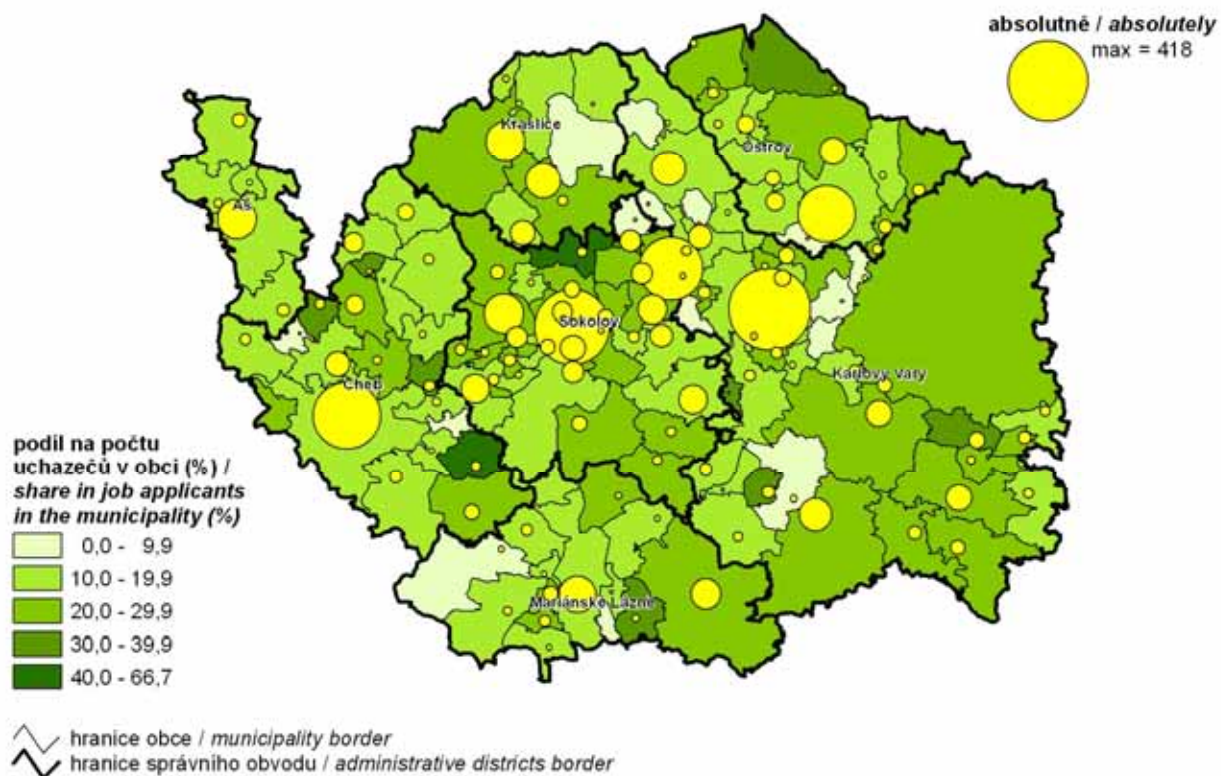 absolutně / absolutely
max = 418
Kraslice
Ostrov
Aš
Sokolov
Cheb
Karlovy Vary
Mariánské Lázně
podíl na počtu
uchazečů v obci (%) /
share in job applicants
in the municipality (%)
0,0 - 9,9
10,0 - 19,9
20,0 - 29,9
30,0 - 39,9
40,0 - 66,7
hranice obce / municipality border
hranice správního obvodu / administrative districts border